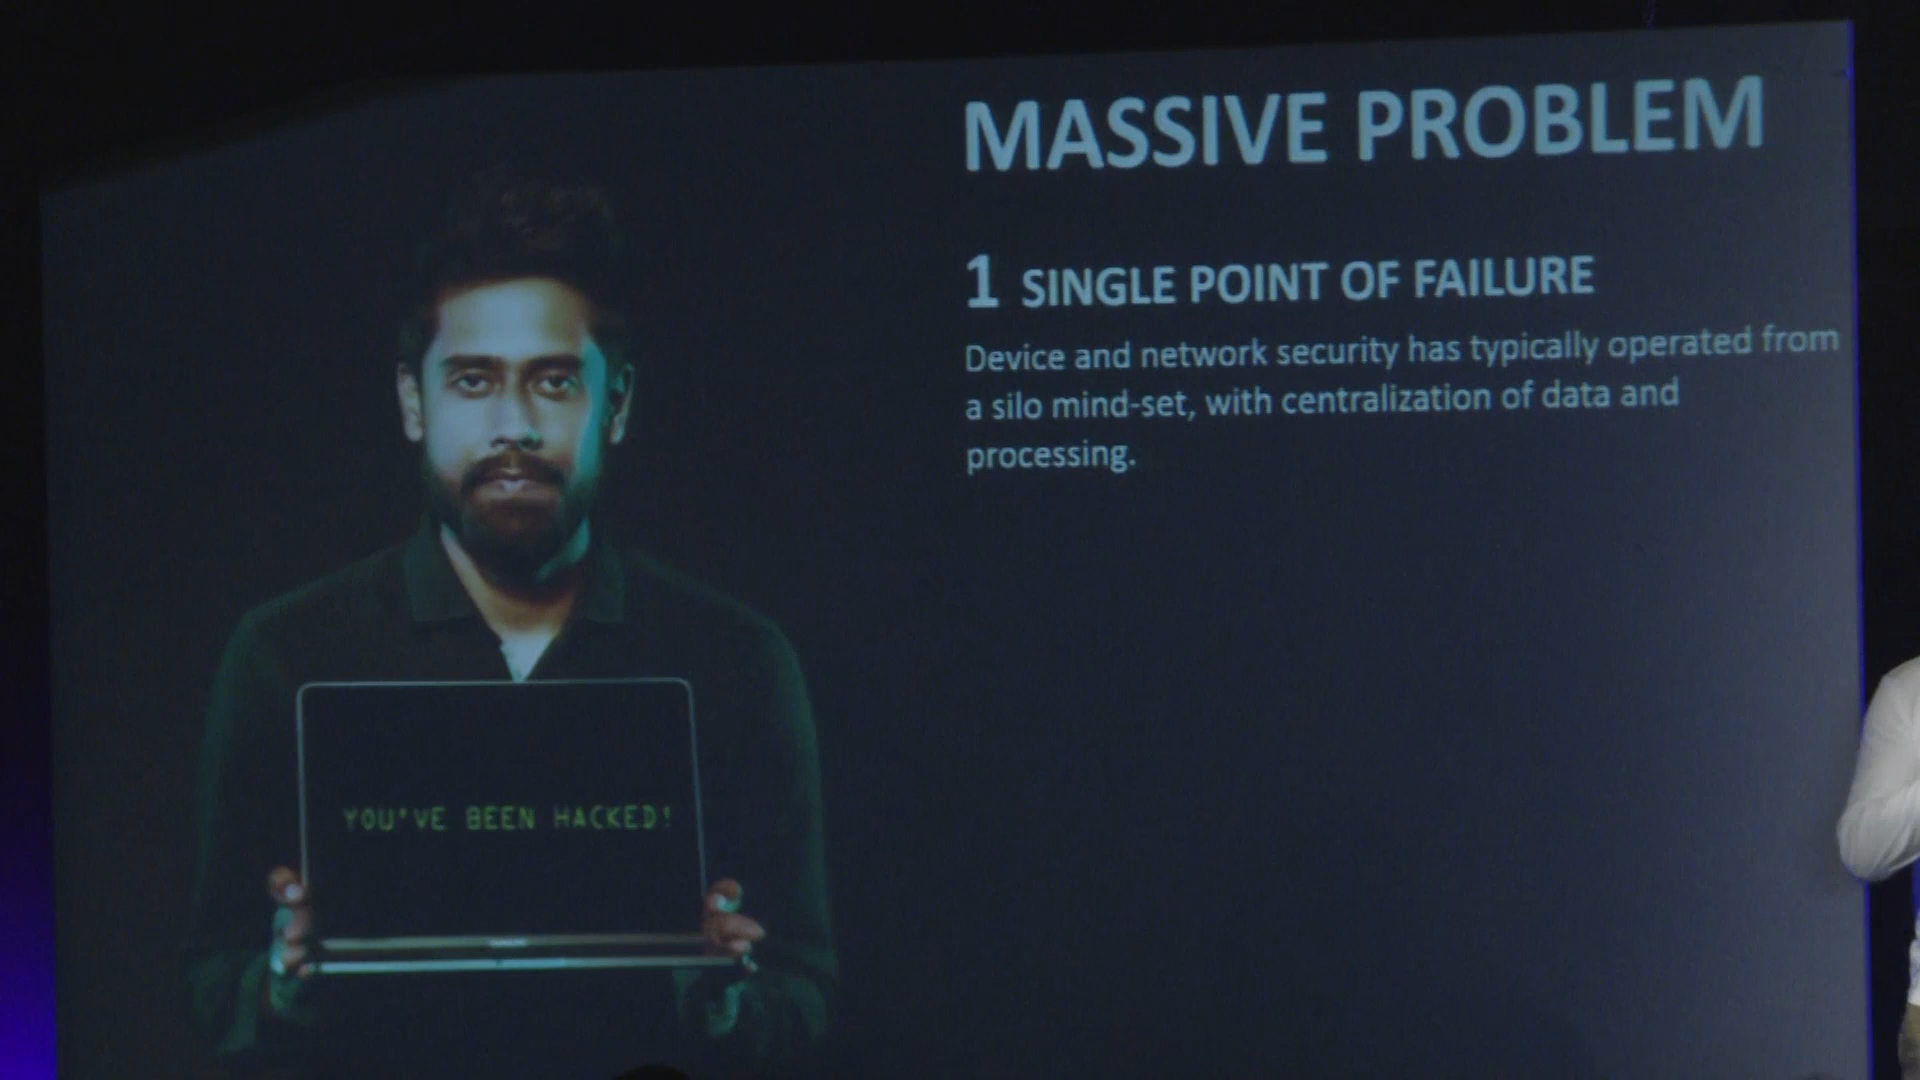 MASSIVE PROBLEM
1 SINGLE POINT OF FAILURE
Device and network security has typically operated from
a silo mind-set, with centralization of data and
processing.
YOU'VE BEEN HACKED!